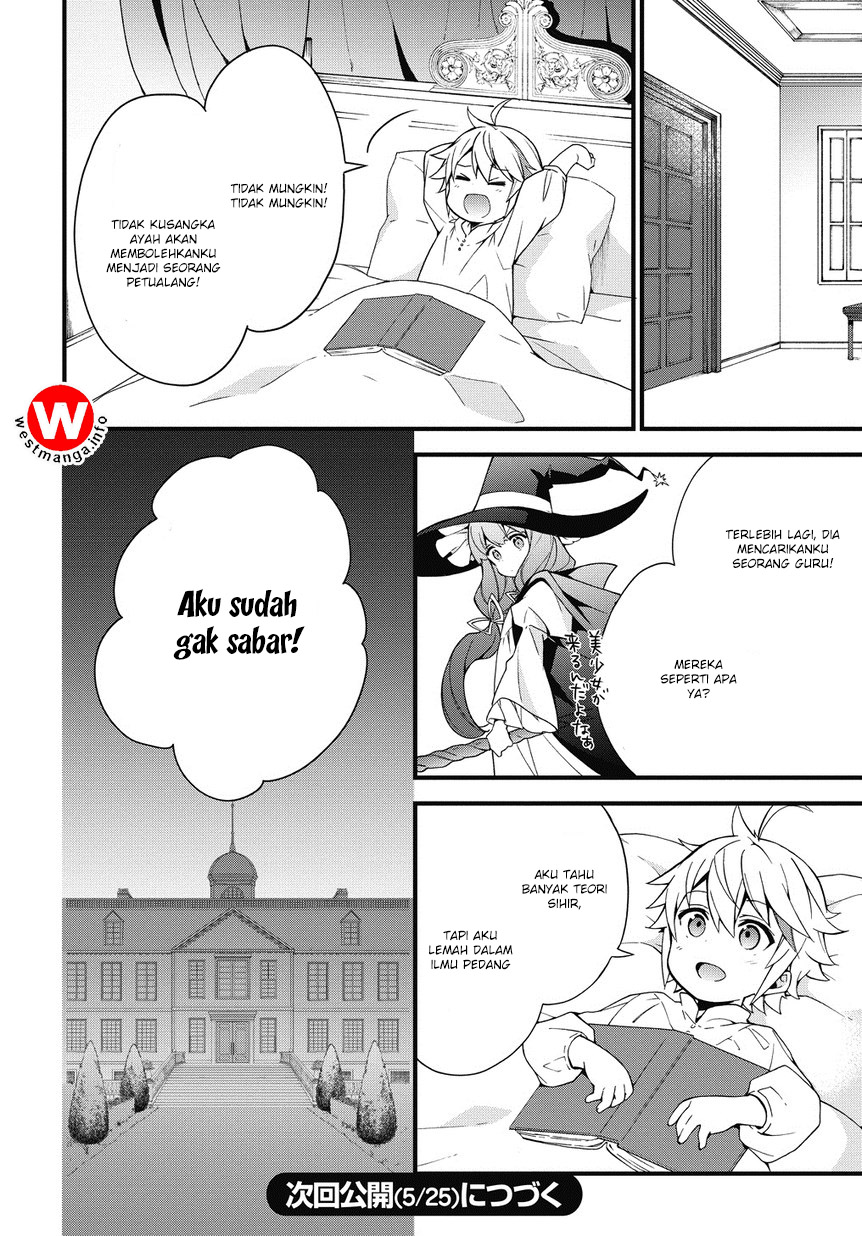 TIDAK MUNGKIN!
TIDAK MUNGKIN!
TIDAK KUSANGKA
AYAH AKAN
MEMBOLEHKANKU
MENJADI SEORANG
PETUALANG!
W
westmanga.info
TERLEBIH LAGI, DIA
MENCARIKANKU
SEORANG GURU!
美少女が
来るんだよなぁ
MEREKA
SEPERTI APA
YA?
AKU TAHU
BANYAK TEORI
SIHIR,
TAPI AKU
LEMAH DALAM
ILMU PEDANG
Aku sudah
gak sabar!
次回公開(5/25)につづく